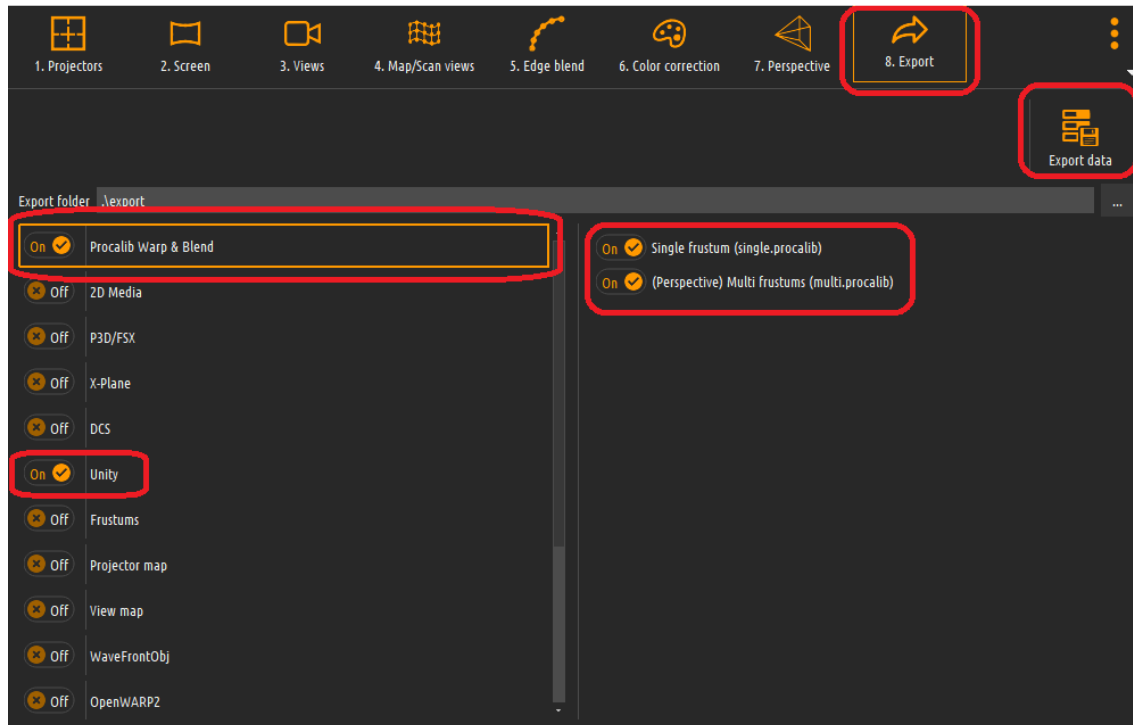 1. Projectors
2. Screen
3. Views
4. Map/Scan views
5. Edge blend
6. Color correction
7. Perspective
8. Export
Export data
Export folder .\export ...
On Procalib Warp & Blend
Off 2D Media
Off P3D/FSX
Off X-Plane
Off DCS
On Unity
Off Frustums
Off Projector map
Off View map
Off WaveFrontObj
Off OpenWARP2
On Single frustum (single.procalib)
On (Perspective) Multi frustums (multi.procalib)